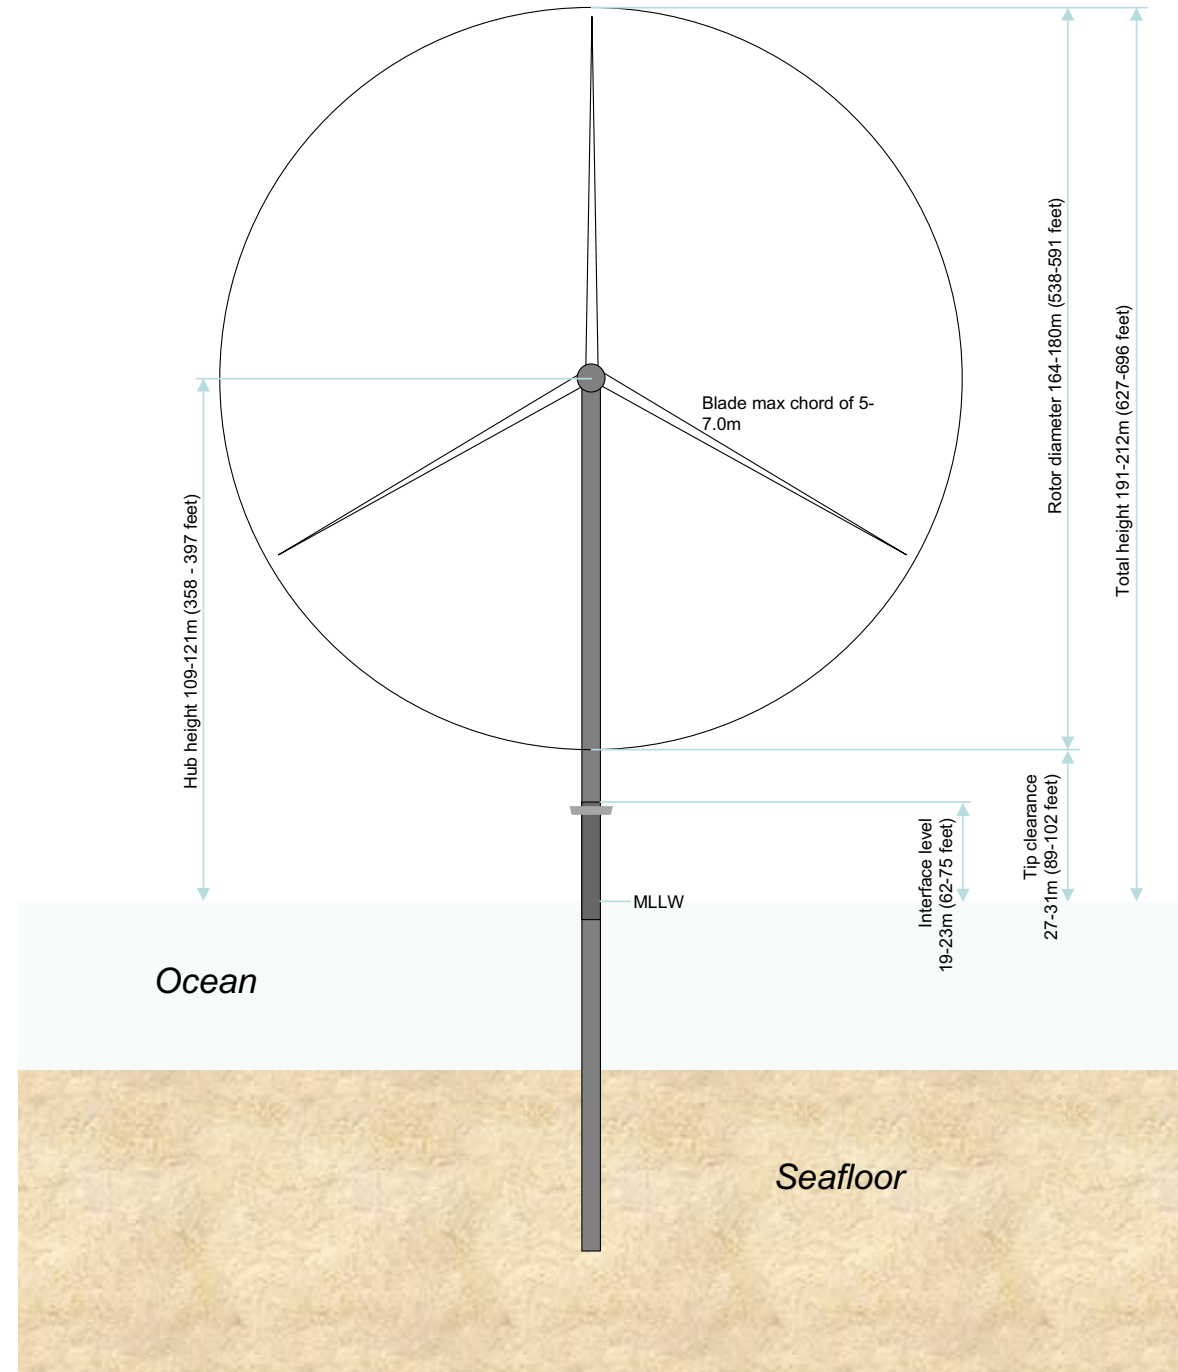 Rotor diameter 164-180m (538-591 feet)
Total height 191-212m (627-696 feet)
Blade max chord of 5-
7.0m
Hub height 109-121m (358 - 397 feet)
Interface level
19-23m (62-75 feet)
Tip clearance
27-31m (89-102 feet)
MLLW
Ocean
Seafloor